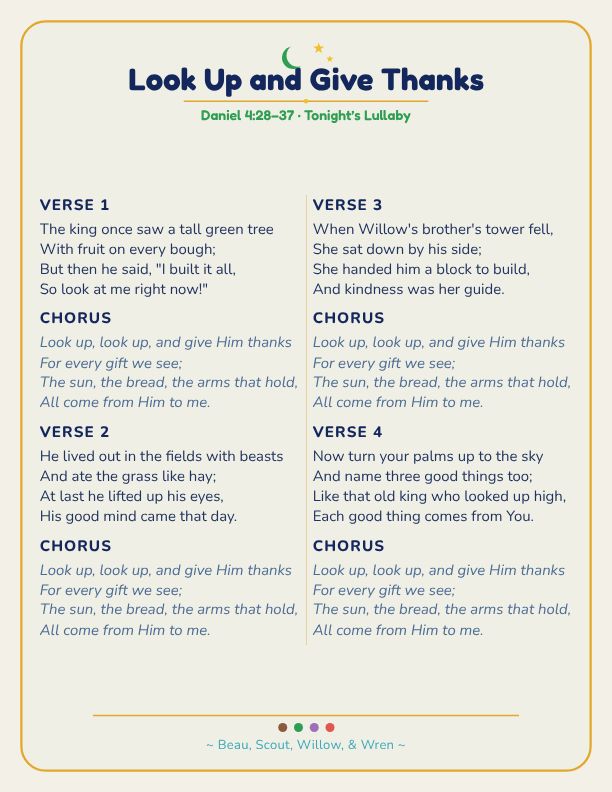 Look Up and Give Thanks
Daniel 4:28–37 · Tonight's Lullaby
VERSE 1
The king once saw a tall green tree
With fruit on every bough;
But then he said, "I built it all,
So look at me right now!"
CHORUS
Look up, look up, and give Him thanks
For every gift we see;
The sun, the bread, the arms that hold,
All come from Him to me.
VERSE 2
He lived out in the fields with beasts
And ate the grass like hay;
At last he lifted up his eyes,
His good mind came that day.
CHORUS
Look up, look up, and give Him thanks
For every gift we see;
The sun, the bread, the arms that hold,
All come from Him to me.
VERSE 3
When Willow's brother's tower fell,
She sat down by his side;
She handed him a block to build,
And kindness was her guide.
CHORUS
Look up, look up, and give Him thanks
For every gift we see;
The sun, the bread, the arms that hold,
All come from Him to me.
VERSE 4
Now turn your palms up to the sky
And name three good things too;
Like that old king who looked up high,
Each good thing comes from You.
CHORUS
Look up, look up, and give Him thanks
For every gift we see;
The sun, the bread, the arms that hold,
All come from Him to me.
~ Beau, Scout, Willow, & Wren ~